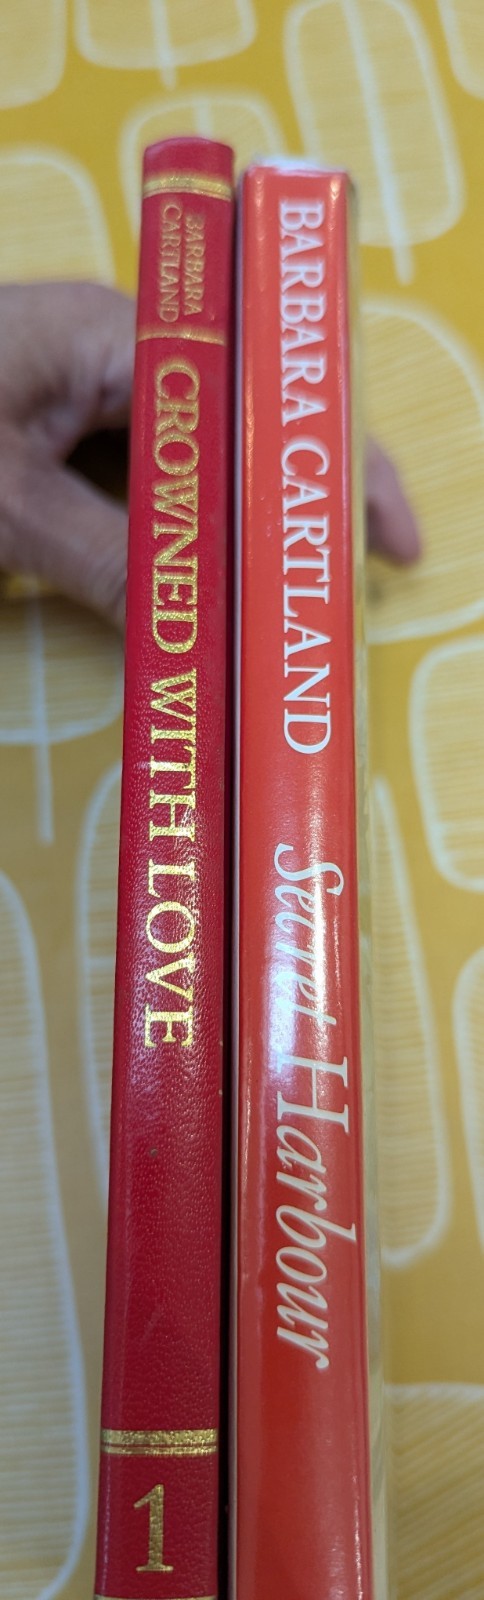 BARBARA
CARTLAND
CROWNED WITH LOVE
1
BARBARA CARTLAND Secret Harbour